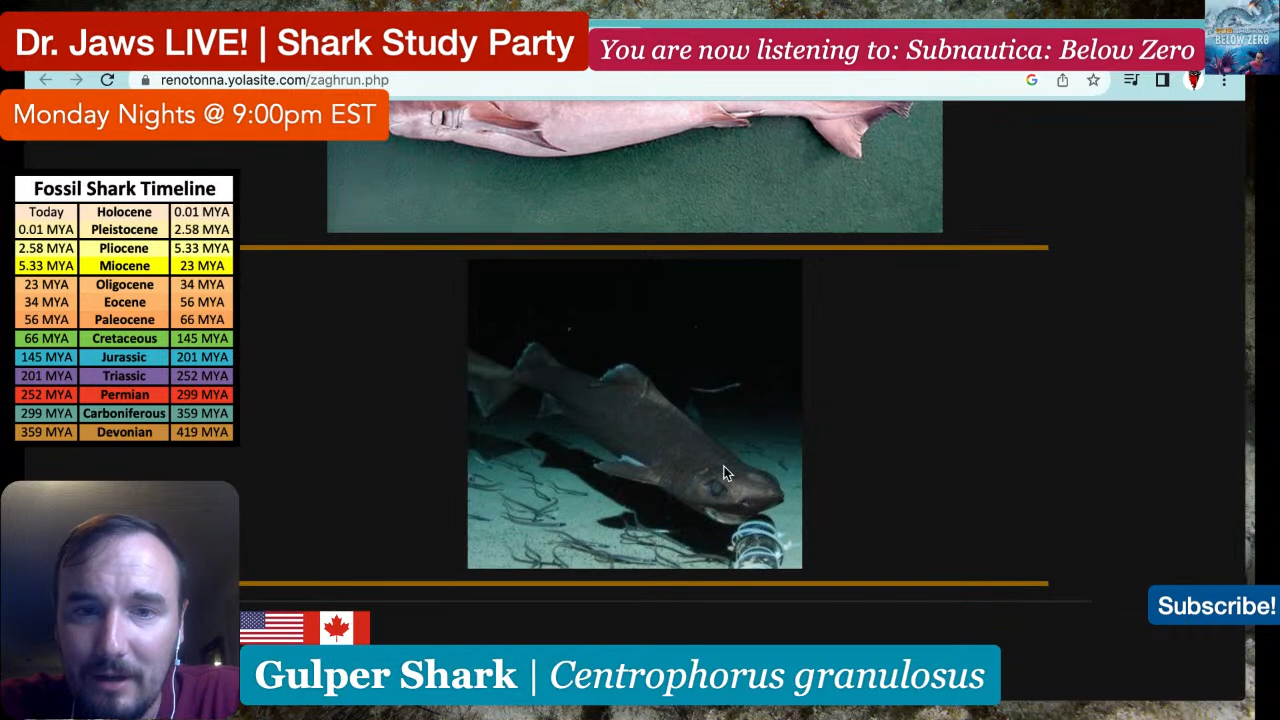 Dr. Jaws LIVE! | Shark Study Party
You are now listening to: Subnautica: Below Zero
BELOW ZERO
renotonna.yolasite.com/zaghrun.php
Monday Nights @ 9:00pm EST
Fossil Shark Timeline
Today Holocene 0.01 MYA
0.01 MYA Pleistocene 2.58 MYA
2.58 MYA Pliocene 5.33 MYA
5.33 MYA Miocene 23 MYA
23 MYA Oligocene 34 MYA
34 MYA Eocene 56 MYA
56 MYA Paleocene 66 MYA
66 MYA Cretaceous 145 MYA
145 MYA Jurassic 201 MYA
201 MYA Triassic 252 MYA
252 MYA Permian 299 MYA
299 MYA Carboniferous 359 MYA
359 MYA Devonian 419 MYA
Subscribe!
Gulper Shark | Centrophorus granulosus